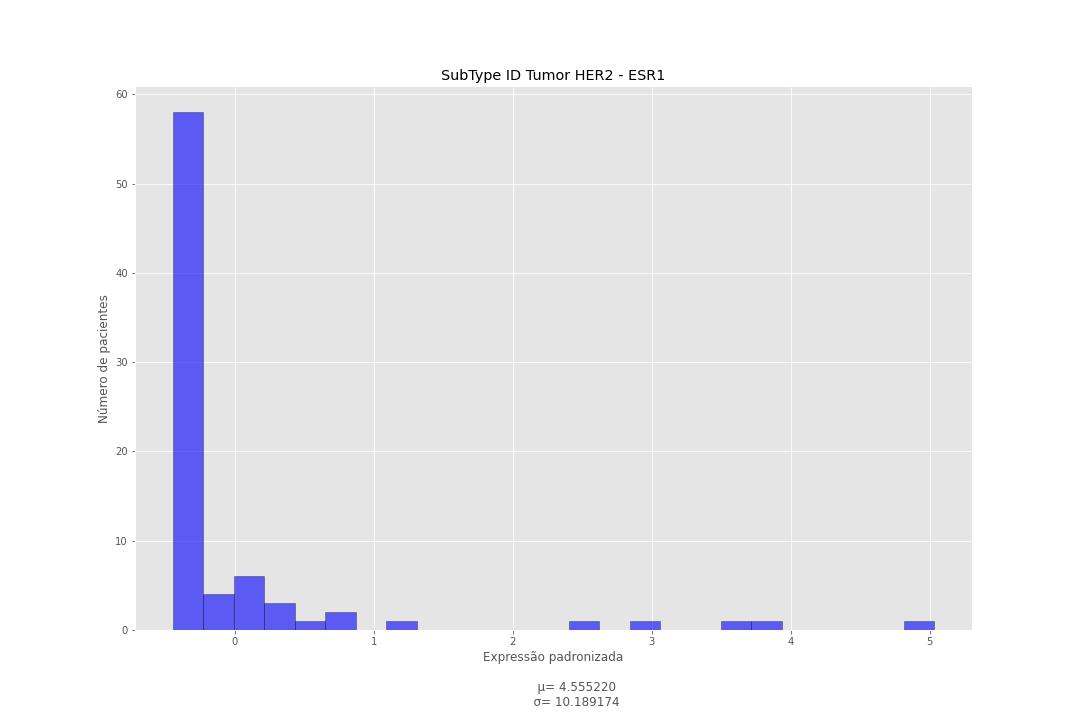 SubType ID Tumor HER2 - ESR1
60
50
40
30
20
10
0
Número de pacientes
0 1 2 3 4 5
Expressão padronizada
μ= 4.555220
σ= 10.189174